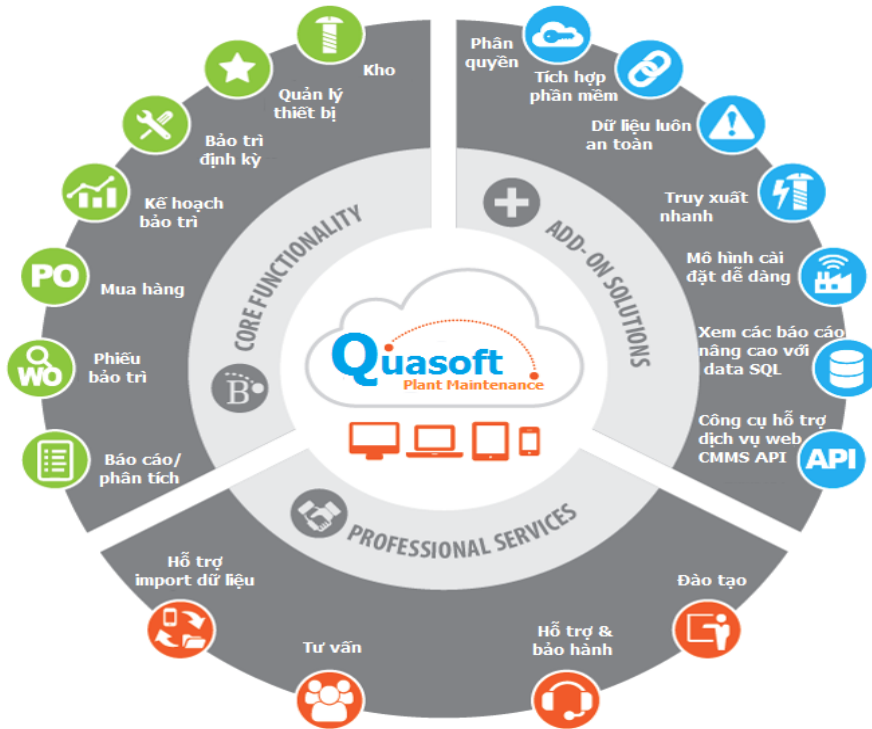 Kho
Quản lý
thiết bị
Bảo trì
định kỳ
Kế hoạch
bảo trì
PO
Mua hàng
WO
Phiếu
bảo trì
Báo cáo/
phân tích
CORE FUNCTIONALITY
B
Phân
quyền
Tích hợp
phần mềm
Dữ liệu luôn
an toàn
Truy xuất
nhanh
Mô hình cài
đặt dễ dàng
Xem các báo cáo
nâng cao với
data SQL
Công cụ hỗ trợ
dịch vụ web
CMMS API
API
ADD- ON SOLUTIONS
Quasoft
Plant Maintenance
PROFESSIONAL SERVICES
Hỗ trợ
import dữ liệu
Tư vấn
Hỗ trợ &
bảo hành
Đào tạo